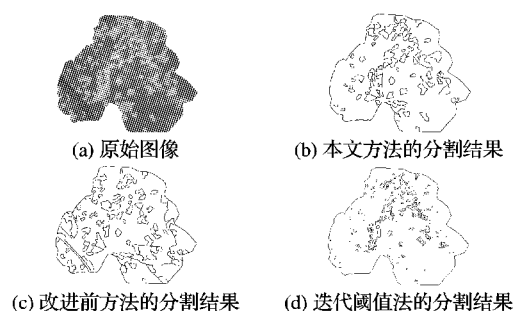 (a) 原始图像
(b) 本文方法的分割结果
(c) 改进前方法的分割结果
(d) 迭代阈值法的分割结果